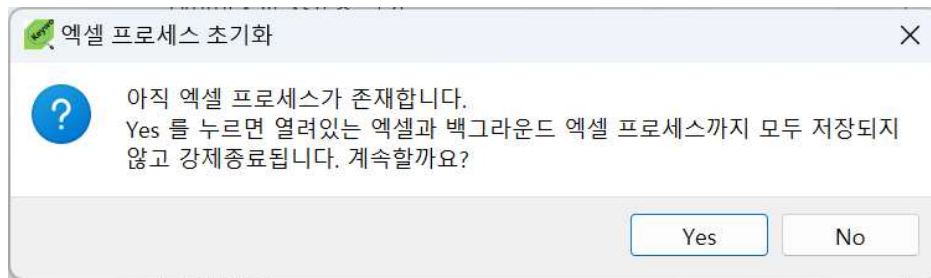 엑셀 프로세스 초기화
아직 엑셀 프로세스가 존재합니다.
Yes 를 누르면 열려있는 엑셀과 백그라운드 엑셀 프로세스까지 모두 저장되지
않고 강제종료됩니다. 계속할까요?
Yes No